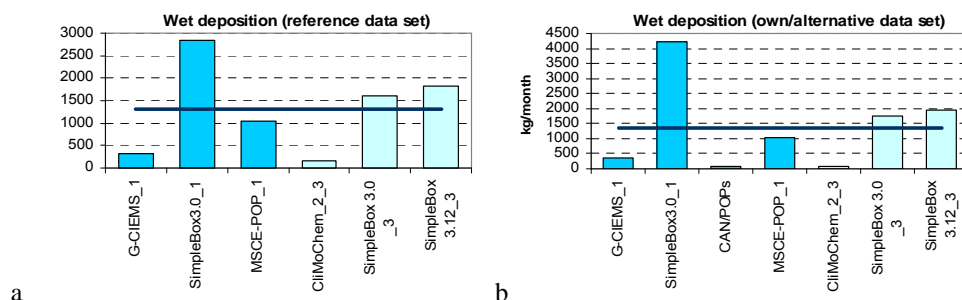 Wet deposition (reference data set)
3000
2500
2000
1500
1000
500
0
G-CIEMS_1
SimpleBox3.0_1
MSCE-POP_1
CliMoChem_2_3
SimpleBox 3.0
_3
SimpleBox
3.12_3
a
Wet deposition (own/alternative data set)
kg/month
4500
4000
3500
3000
2500
2000
1500
1000
500
0
G-CIEMS_1
SimpleBox3.0_1
CAN/POPs
MSCE-POP_1
CliMoChem_2_3
SimpleBox 3.0
_3
SimpleBox
3.12_3
b